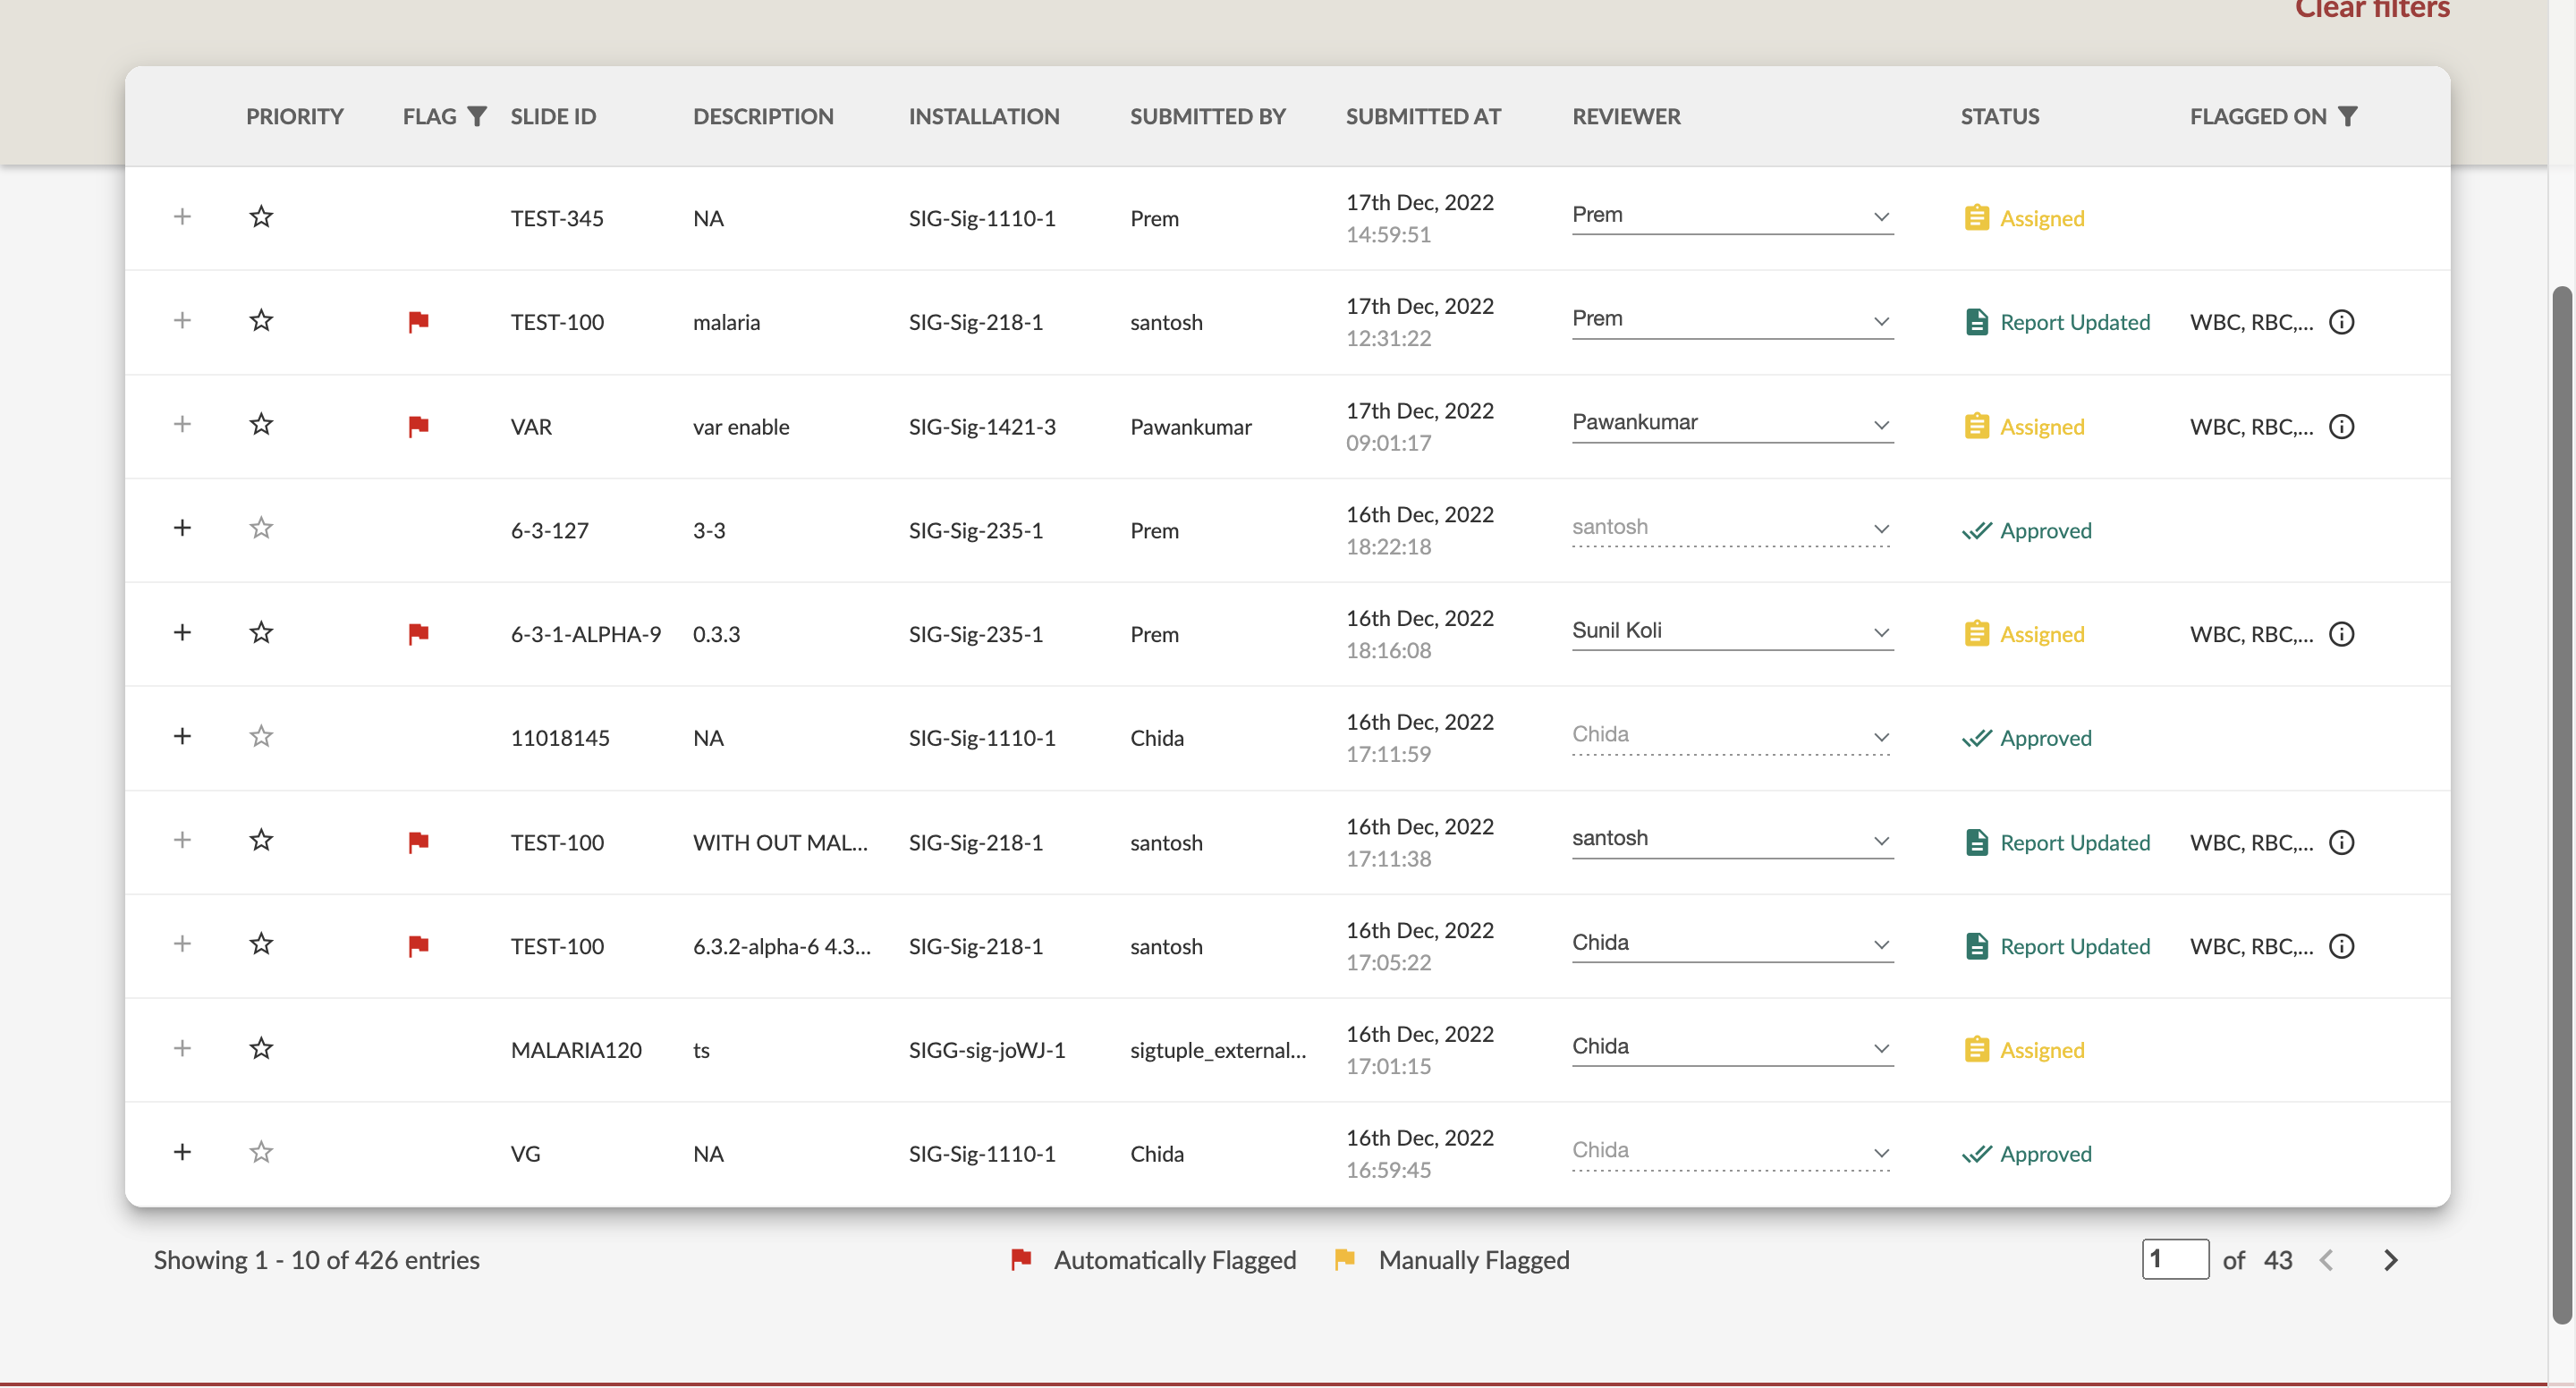 Clear filters
PRIORITY FLAG SLIDE ID DESCRIPTION INSTALLATION SUBMITTED BY SUBMITTED AT REVIEWER STATUS FLAGGED ON
TEST-345 NA SIG-Sig-1110-1 Prem 17th Dec, 2022 14:59:51 Prem Assigned
TEST-100 malaria SIG-Sig-218-1 santosh 17th Dec, 2022 12:31:22 Prem Report Updated WBC, RBC,...
VAR var enable SIG-Sig-1421-3 Pawankumar 17th Dec, 2022 09:01:17 Pawankumar Assigned WBC, RBC,...
6-3-127 3-3 SIG-Sig-235-1 Prem 16th Dec, 2022 18:22:18 santosh Approved
6-3-1-ALPHA-9 0.3.3 SIG-Sig-235-1 Prem 16th Dec, 2022 18:16:08 Sunil Koli Assigned WBC, RBC,...
11018145 NA SIG-Sig-1110-1 Chida 16th Dec, 2022 17:11:59 Chida Approved
TEST-100 WITH OUT MAL... SIG-Sig-218-1 santosh 16th Dec, 2022 17:11:38 santosh Report Updated WBC, RBC,...
TEST-100 6.3.2-alpha-6 4.3... SIG-Sig-218-1 santosh 16th Dec, 2022 17:05:22 Chida Report Updated WBC, RBC,...
MALARIA120 ts SIGG-sig-joWJ-1 sigtuple_external... 16th Dec, 2022 17:01:15 Chida Assigned
VG NA SIG-Sig-1110-1 Chida 16th Dec, 2022 16:59:45 Chida Approved
Showing 1 - 10 of 426 entries Automatically Flagged Manually Flagged 1 of 43